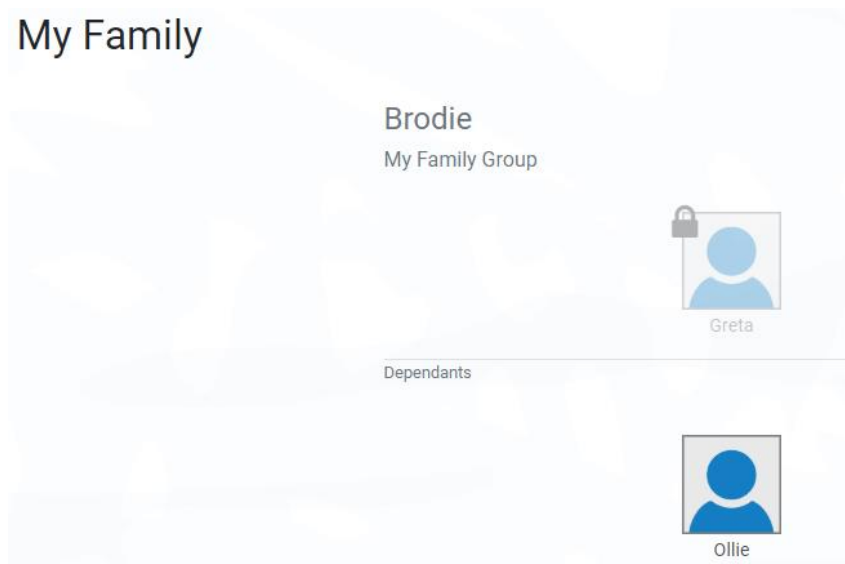 My Family
Brodie
My Family Group
Greta
Dependants
Ollie